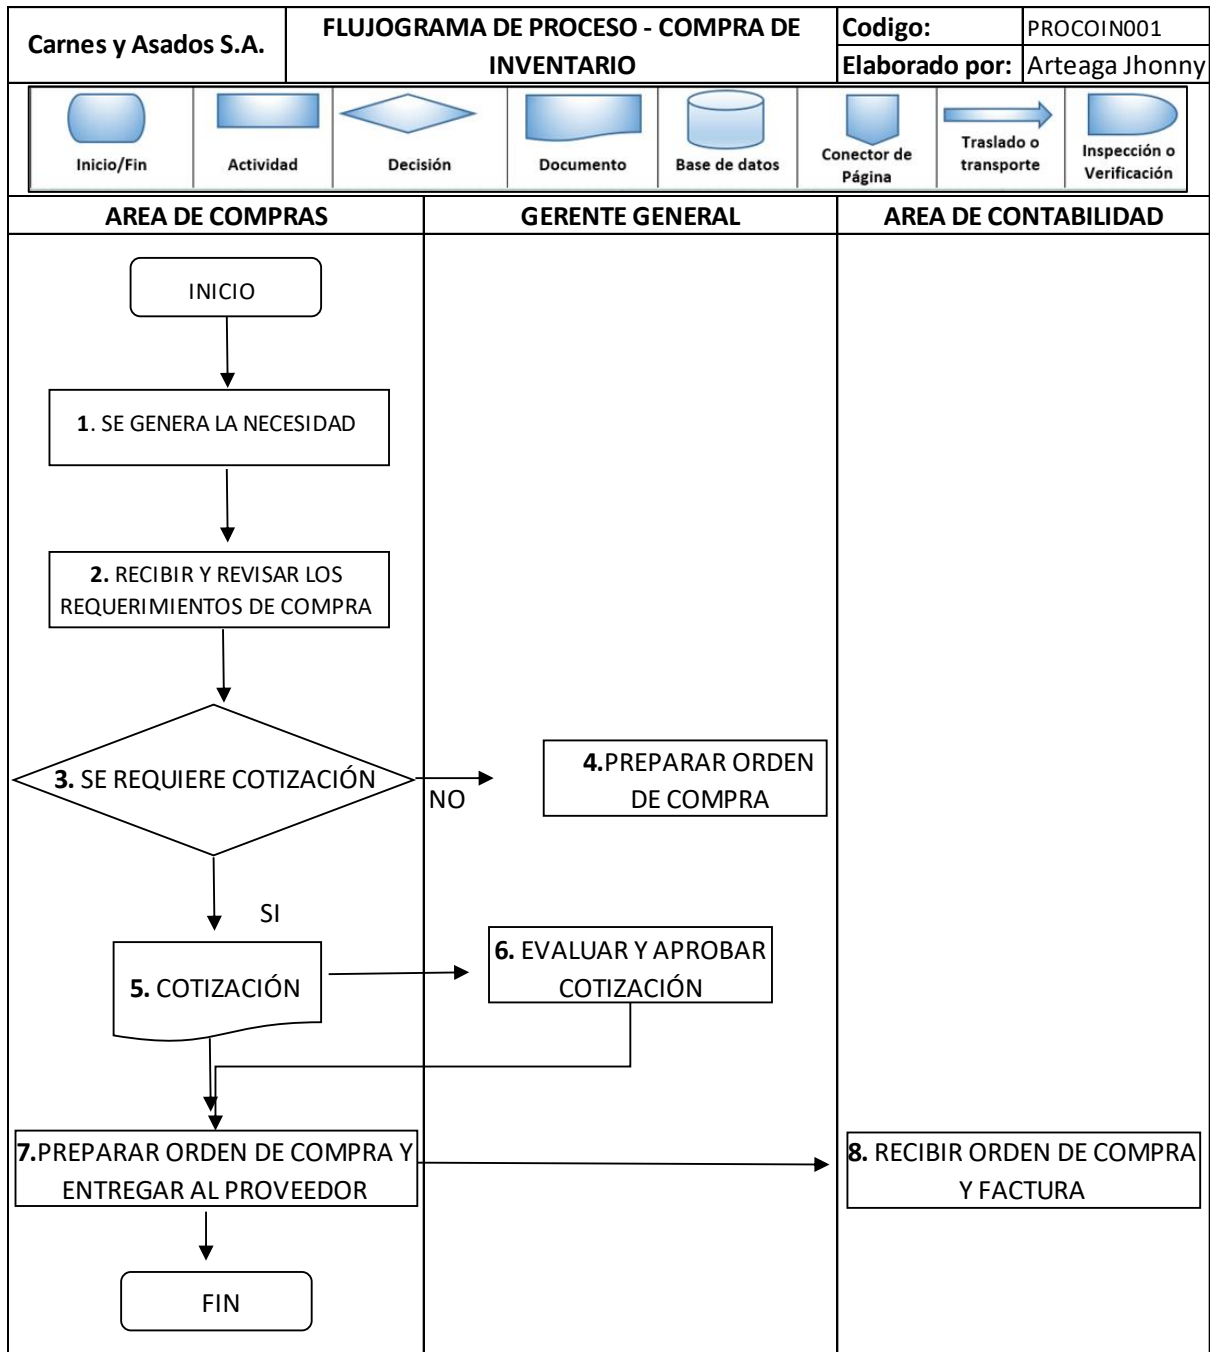 Carnes y Asados S.A.
FLUJOGRAMA DE PROCESO - COMPRA DE
INVENTARIO
Codigo:
PROCOIN001
Elaborado por:
Arteaga Jhonny
Inicio/Fin
Actividad
Decisión
Documento
Base de datos
Conector de
Página
Traslado o
transporte
Inspección o
Verificación
AREA DE COMPRAS
GERENTE GENERAL
AREA DE CONTABILIDAD
INICIO
1. SE GENERA LA NECESIDAD
2. RECIBIR Y REVISAR LOS
REQUERIMIENTOS DE COMPRA
3. SE REQUIERE COTIZACIÓN
NO
4.PREPARAR ORDEN
DE COMPRA
SI
5. COTIZACIÓN
6. EVALUAR Y APROBAR
COTIZACIÓN
7.PREPARAR ORDEN DE COMPRA Y
ENTREGAR AL PROVEEDOR
8. RECIBIR ORDEN DE COMPRA
Y FACTURA
FIN